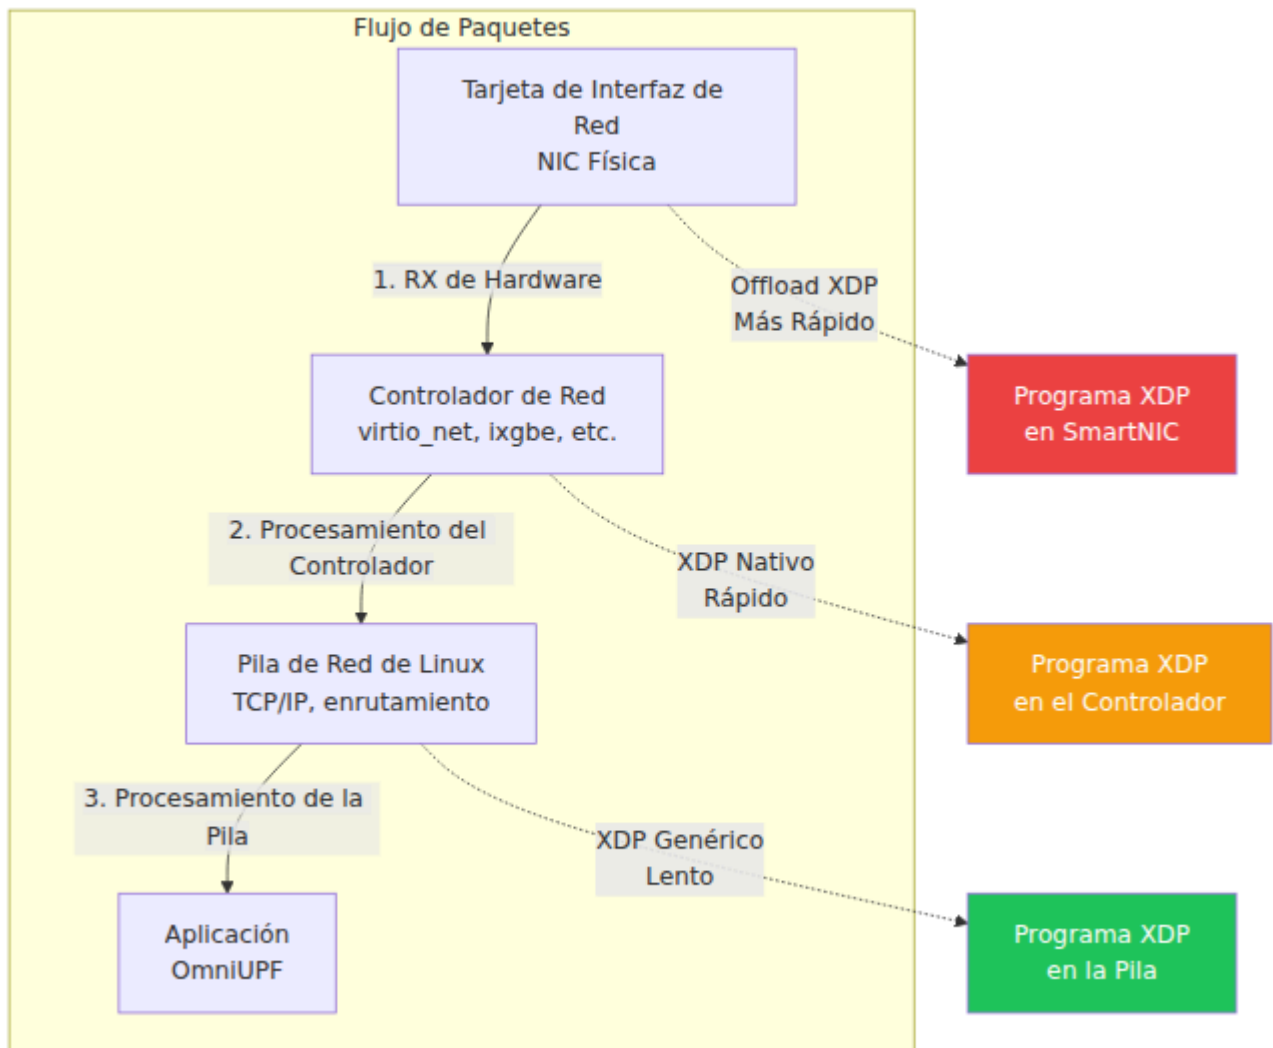 Flujo de Paquetes
Tarjeta de Interfaz de
Red
NIC Física
1. RX de Hardware
Offload XDP
Más Rápido
Controlador de Red
virtio_net, ixgbe, etc.
Programa XDP
en SmartNIC
2. Procesamiento del
Controlador
XDP Nativo
Rápido
Pila de Red de Linux
TCP/IP, enrutamiento
Programa XDP
en el Controlador
3. Procesamiento de la
Pila
XDP Genérico
Lento
Aplicación
OmniUPF
Programa XDP
en la Pila